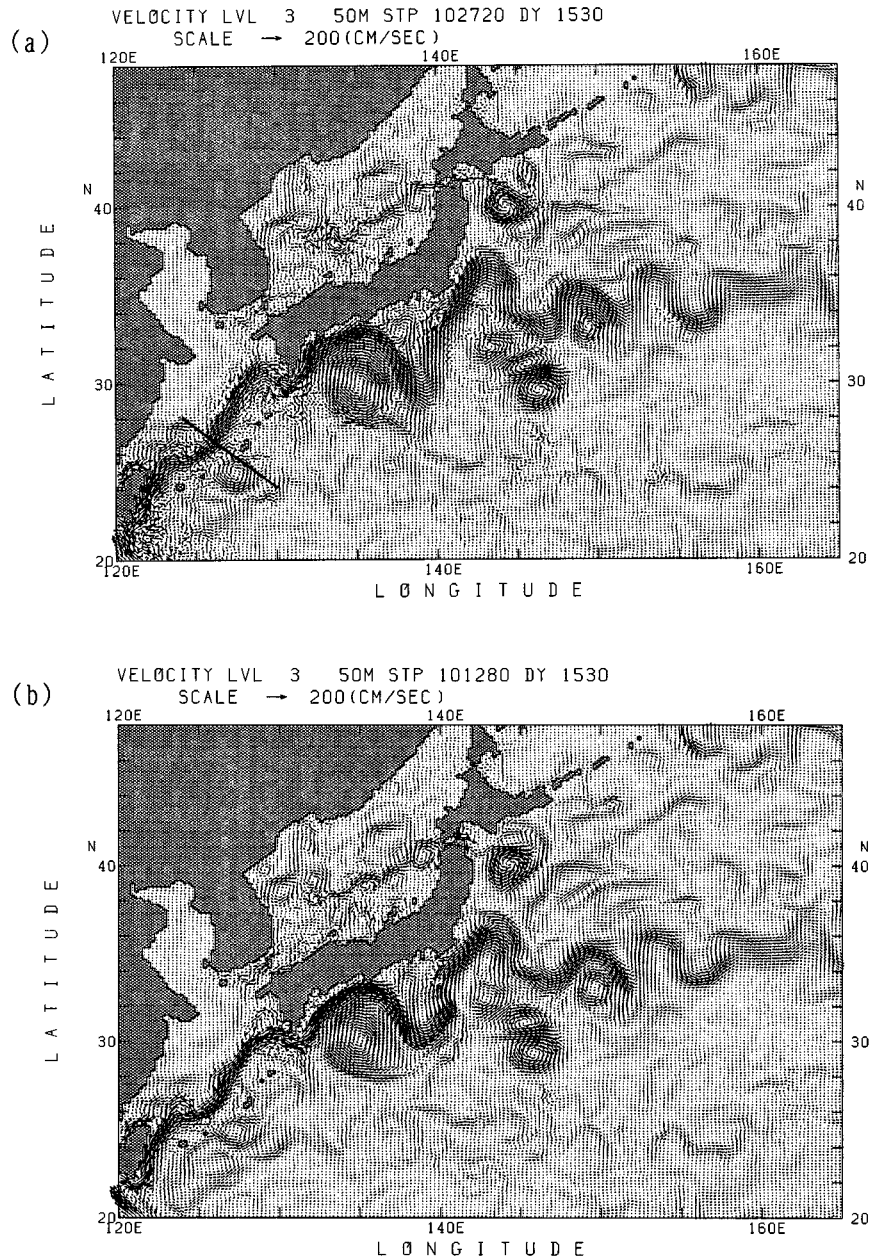 (a)
VELØCITY LVL 3 50M STP 102720 DY 1530
SCALE → 200(CM/SEC)
120E 140E 160E
N N
40 40
30 30
20 20
120E 140E 160E
LATITUDE
LØNGITUDE
(b)
VELØCITY LVL 3 50M STP 101280 DY 1530
SCALE → 200(CM/SEC)
120E 140E 160E
N N
40 40
30 30
20 20
120E 140E 160E
LATITUDE
LØNGITUDE